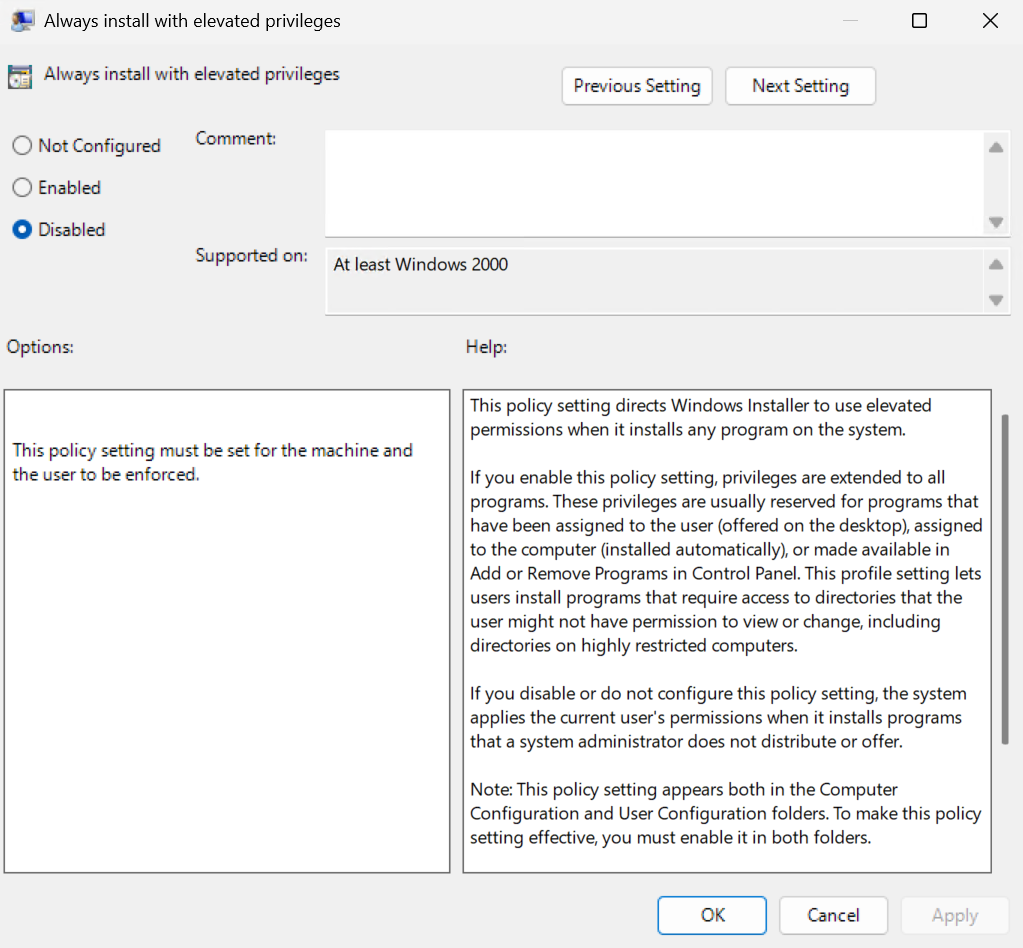 Always install with elevated privileges
Always install with elevated privileges
Previous Setting
Next Setting
Not Configured
Comment:
Enabled
Disabled
Supported on:
At least Windows 2000
Options:
Help:
This policy setting must be set for the machine and
the user to be enforced.
This policy setting directs Windows Installer to use elevated
permissions when it installs any program on the system.
If you enable this policy setting, privileges are extended to all
programs. These privileges are usually reserved for programs that
have been assigned to the user (offered on the desktop), assigned
to the computer (installed automatically), or made available in
Add or Remove Programs in Control Panel. This profile setting lets
users install programs that require access to directories that the
user might not have permission to view or change, including
directories on highly restricted computers.
If you disable or do not configure this policy setting, the system
applies the current user's permissions when it installs programs
that a system administrator does not distribute or offer.
Note: This policy setting appears both in the Computer
Configuration and User Configuration folders. To make this policy
setting effective, you must enable it in both folders.
OK
Cancel
Apply